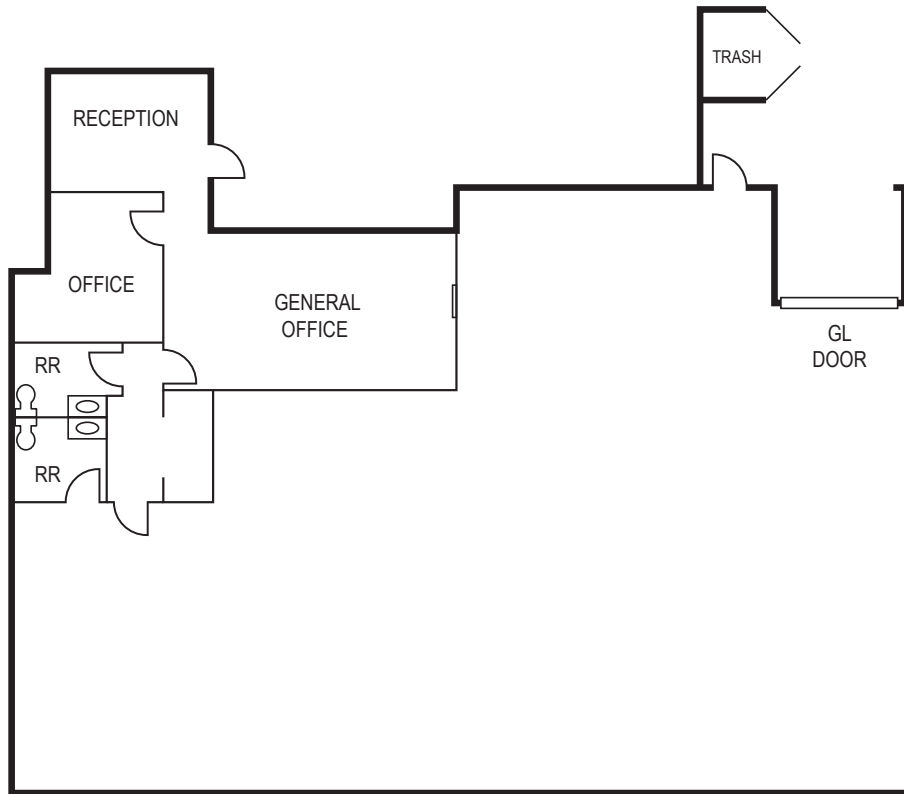 TRASH
RECEPTION
OFFICE
GENERAL
OFFICE
GL
DOOR
RR
RR